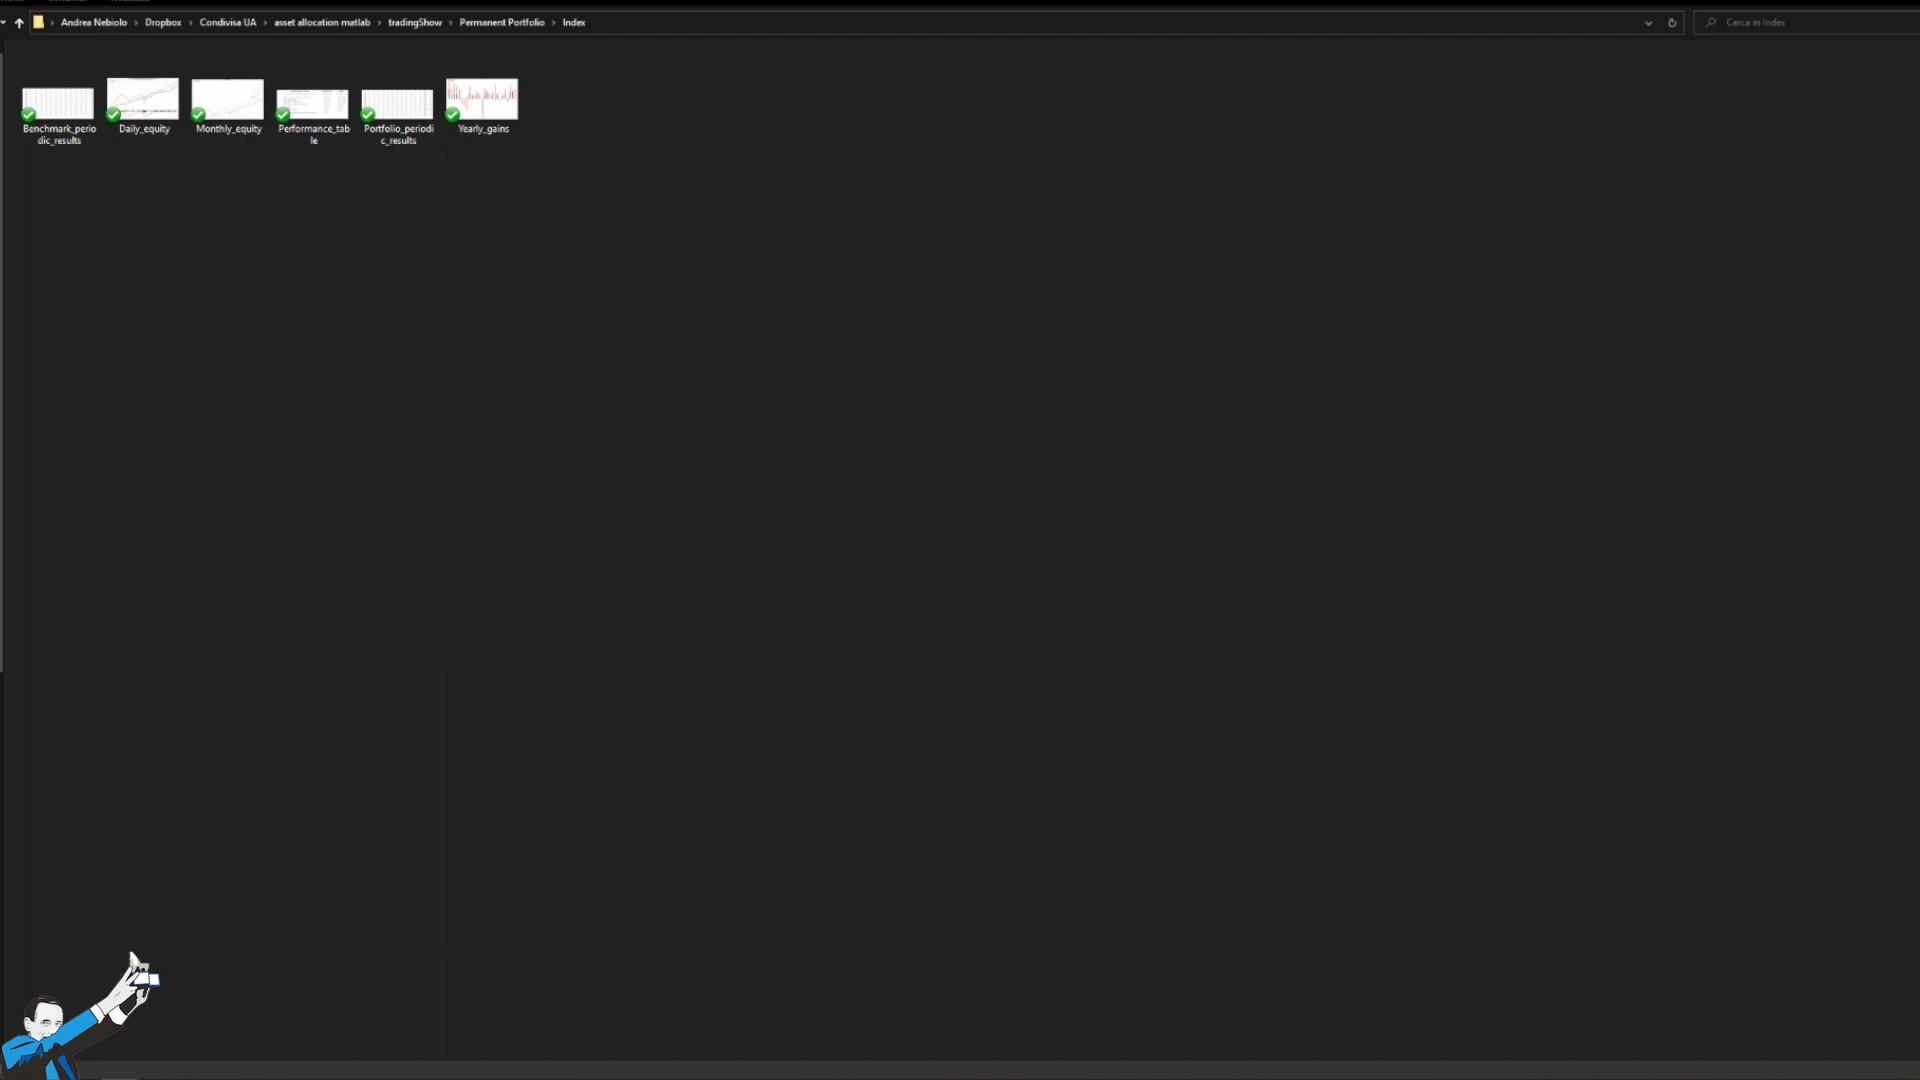 Andrea Nebiolo › Dropbox › Condivisa UA › asset allocation matlab › tradingShow › Permanent Portfolio › Index
Cerca in Index
Benchmark_perio
dic_results
Daily_equity
Monthly_equity
Performance_tab
le
Portfolio_periodi
c_results
Yearly_gains